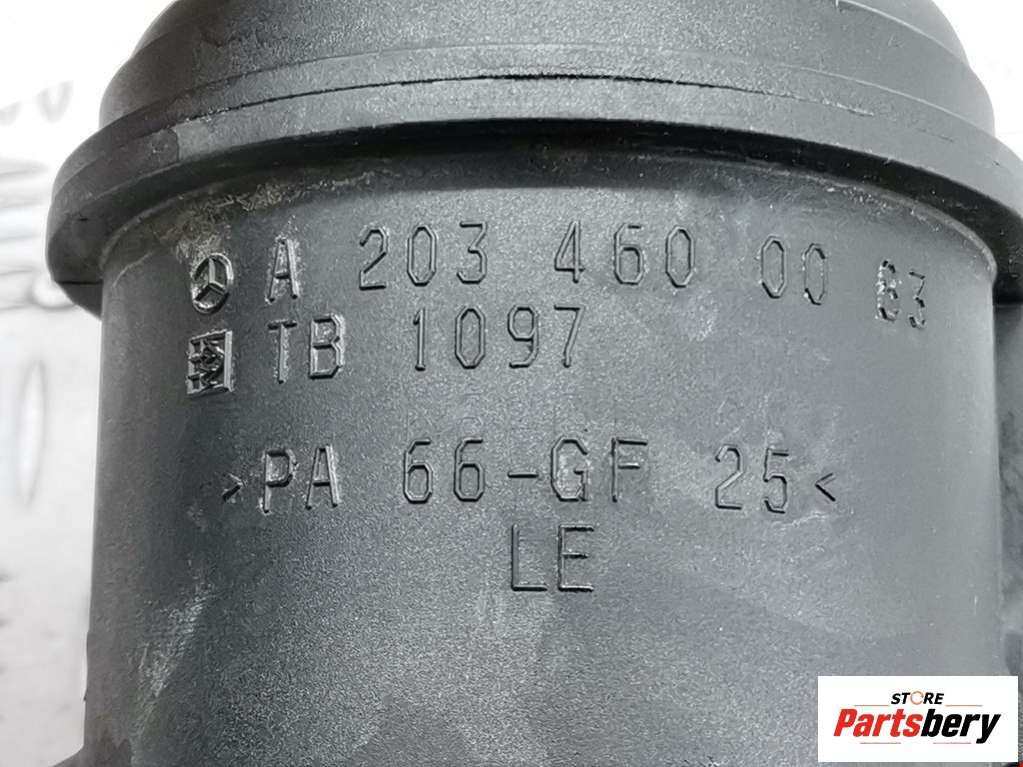 A 203 460 00 83
TB 1097
>PA 66-GF 25<
LE
STORE
Partsbery